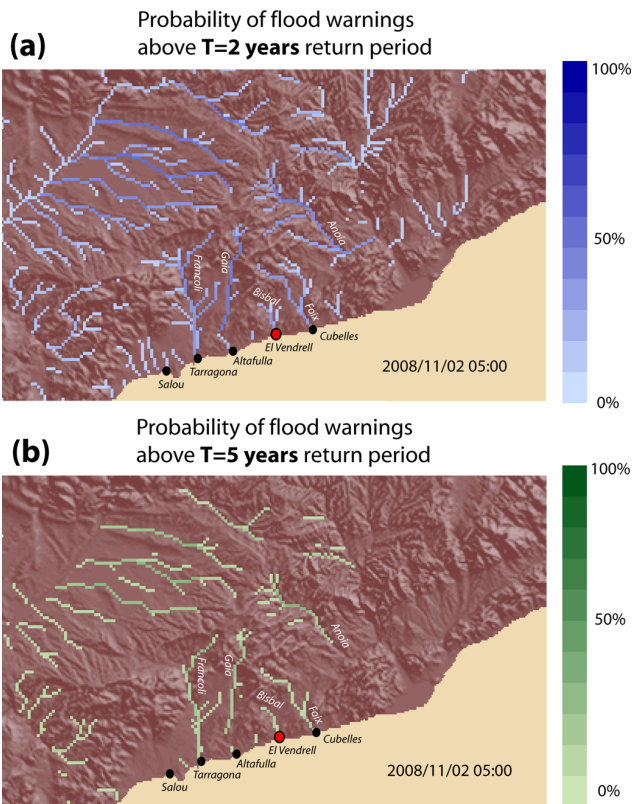 (a)
Probability of flood warnings
above T=2 years return period
100%
50%
0%
Anoia
Francolí
Gaia
Bisbal
Foix
Cubelles
El Vendrell
Altafulla
Tarragona
Salou
2008/11/02 05:00
(b)
Probability of flood warnings
above T=5 years return period
100%
50%
0%
Anoia
Francolí
Gaia
Bisbal
Foix
Cubelles
El Vendrell
Altafulla
Tarragona
Salou
2008/11/02 05:00